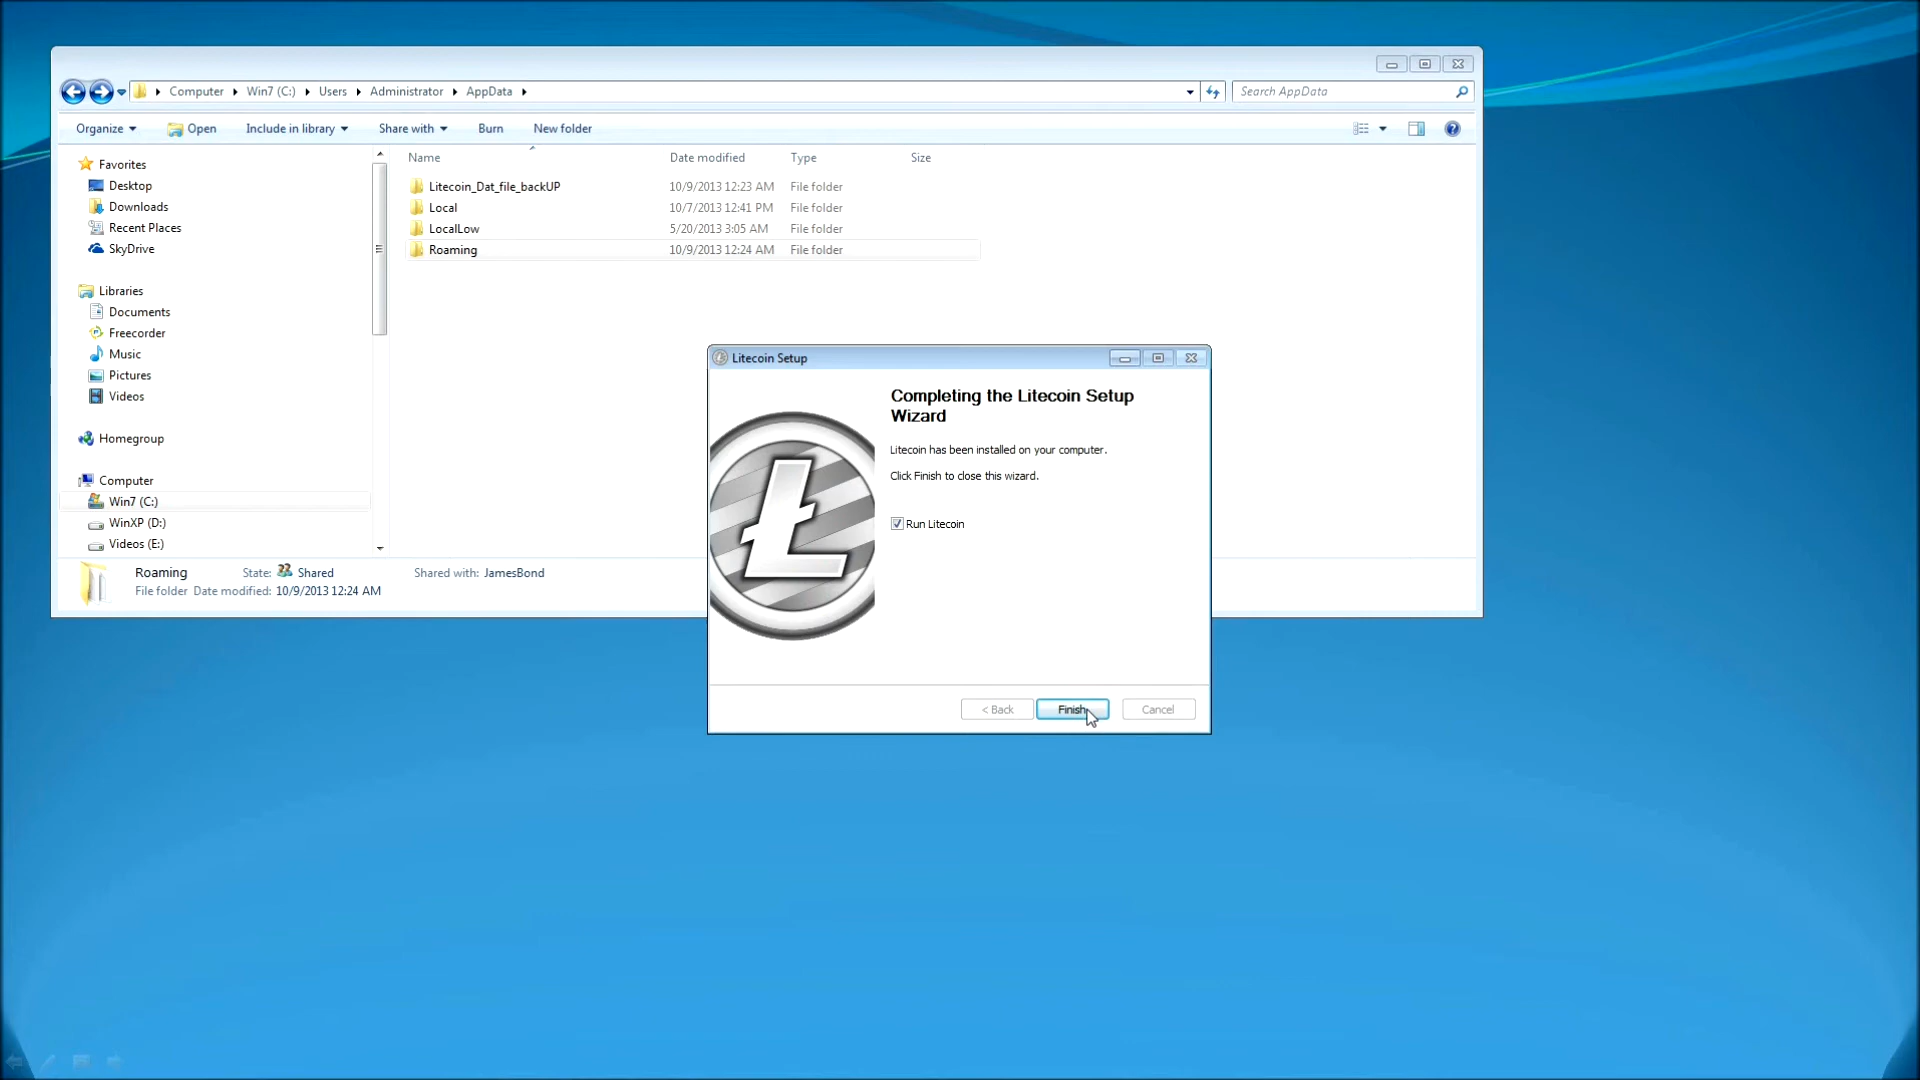 Computer Win7 (C:) Users Administrator AppData
Search AppData
Organize Open Include in library Share with Burn New folder
Favorites
Desktop
Downloads
Recent Places
SkyDrive
Libraries
Documents
Freecorder
Music
Pictures
Videos
Homegroup
Computer
Win7 (C:)
WinXP (D:)
Videos (E:)
Name Date modified Type Size
Litecoin_Dat_file_backUP 10/9/2013 12:23 AM File folder
Local 10/7/2013 12:41 PM File folder
LocalLow 5/20/2013 3:05 AM File folder
Roaming 10/9/2013 12:24 AM File folder
Roaming State: Shared Shared with: JamesBond
File folder Date modified: 10/9/2013 12:24 AM
Litecoin Setup
Completing the Litecoin Setup
Wizard
Litecoin has been installed on your computer.
Click Finish to close this wizard.
Run Litecoin
< Back Finish Cancel